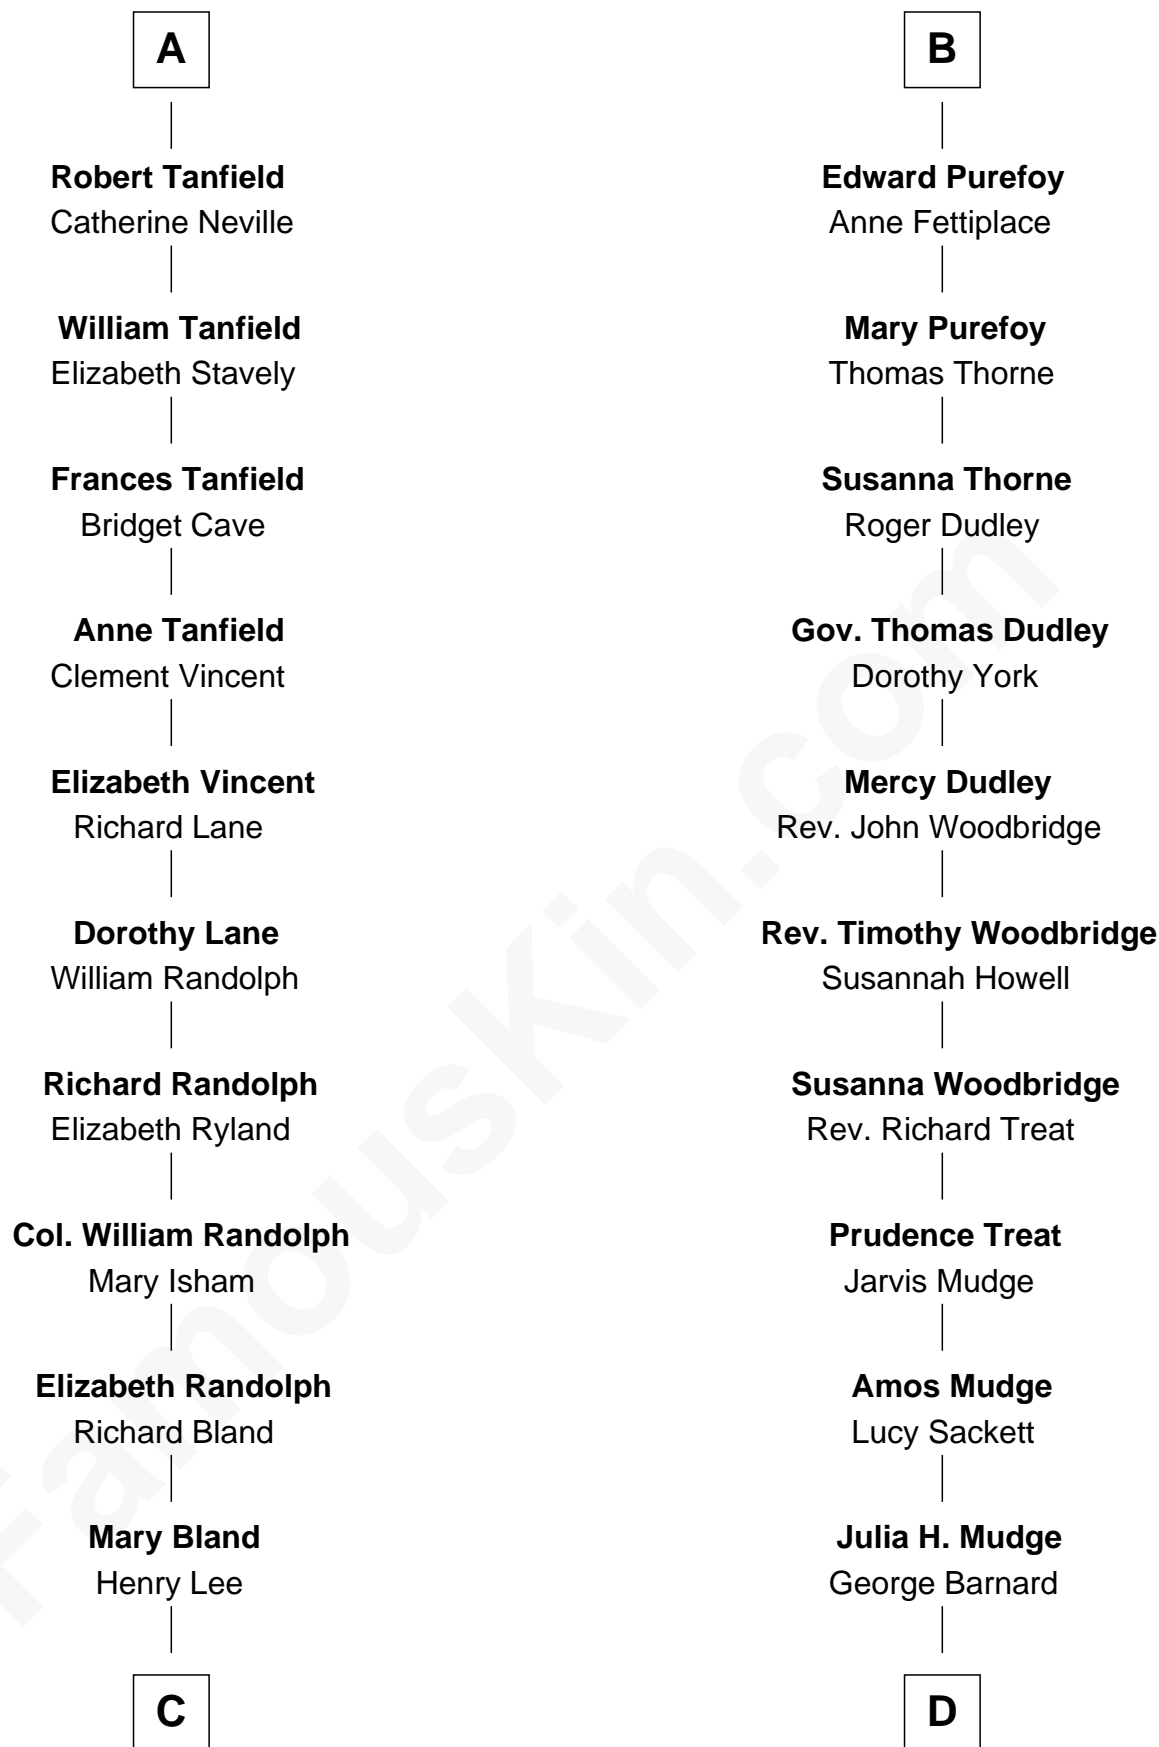 A
Robert Tanfield
Catherine Neville
William Tanfield
Elizabeth Stavely
Frances Tanfield
Bridget Cave
Anne Tanfield
Clement Vincent
Elizabeth Vincent
Richard Lane
Dorothy Lane
William Randolph
Richard Randolph
Elizabeth Ryland
Col. William Randolph
Mary Isham
Elizabeth Randolph
Richard Bland
Mary Bland
Henry Lee
C
B
Edward Purefoy
Anne Fettiplace
Mary Purefoy
Thomas Thorne
Susanna Thorne
Roger Dudley
Gov. Thomas Dudley
Dorothy York
Mercy Dudley
Rev. John Woodbridge
Rev. Timothy Woodbridge
Susannah Howell
Susanna Woodbridge
Rev. Richard Treat
Prudence Treat
Jarvis Mudge
Amos Mudge
Lucy Sackett
Julia H. Mudge
George Barnard
D
FamousKin.com